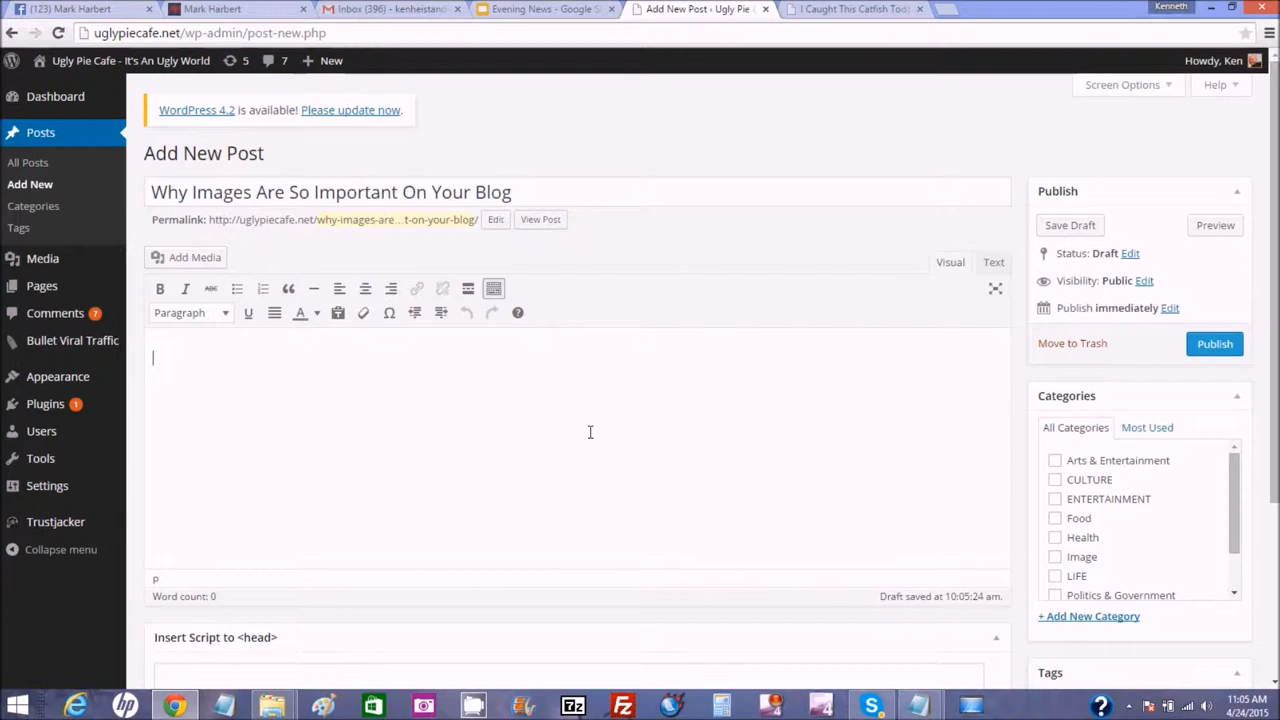 (123) Mark Harbert
Mark Harbert
Inbox (396) - kenheistand
Evening News - Google S
Add New Post ‹ Ugly Pie C
I Caught This Catfish Tod
Kenneth
uglypiecafe.net/wp-admin/post-new.php
Ugly Pie Cafe - It's An Ugly World
5
7
New
Howdy, Ken
Screen Options
Help
Dashboard
Posts
All Posts
Add New
Categories
Tags
Media
Pages
Comments 7
Bullet Viral Traffic
Appearance
Plugins 1
Users
Tools
Settings
Trustjacker
Collapse menu
WordPress 4.2 is available! Please update now.
Add New Post
Why Images Are So Important On Your Blog
Permalink: http://uglypiecafe.net/why-images-are...t-on-your-blog/ Edit View Post
Add Media
Visual
Text
B I ABC
Paragraph U A Ω ?
p
Word count: 0
Draft saved at 10:05:24 am.
Insert Script to <head>
Publish
Save Draft
Preview
Status: Draft Edit
Visibility: Public Edit
Publish immediately Edit
Move to Trash
Publish
Categories
All Categories
Most Used
Arts & Entertainment
CULTURE
ENTERTAINMENT
Food
Health
Image
LIFE
Politics & Government
+ Add New Category
Tags
hp
7z
Fz
S
?
11:05 AM
4/24/2015